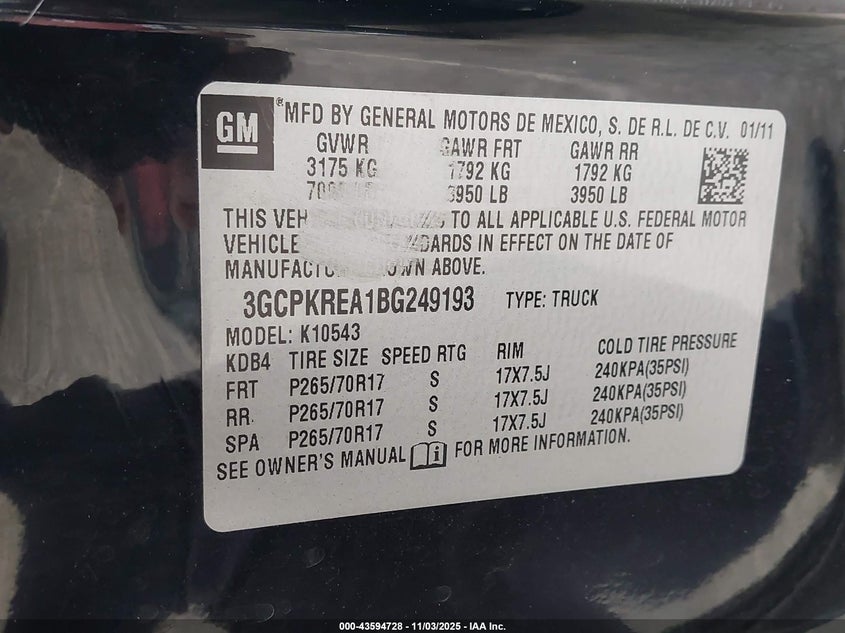 GM
® MFD BY GENERAL MOTORS DE MEXICO, S. DE R.L. DE C.V. 01/11
GVWR GAWR FRT GAWR RR
3175 KG 1792 KG 1792 KG
3950 LB 3950 LB
THIS TO ALL APPLICABLE U.S. FEDERAL MOTOR
VEHICLE IN EFFECT ON THE DATE OF
ABOVE.
3GCPKREA1BG249193 TYPE: TRUCK
MODEL: K10543
KDB4 TIRE SIZE SPEED RTG RIM COLD TIRE PRESSURE
FRT P265/70R17 S 17X7.5J 240KPA(35PSI)
RR P265/70R17 S 17X7.5J 240KPA(35PSI)
SPA P265/70R17 S 17X7.5J 240KPA(35PSI)
SEE OWNER'S MANUAL FOR MORE INFORMATION.
000-43594728 - 11/03/2025 - IAA Inc.